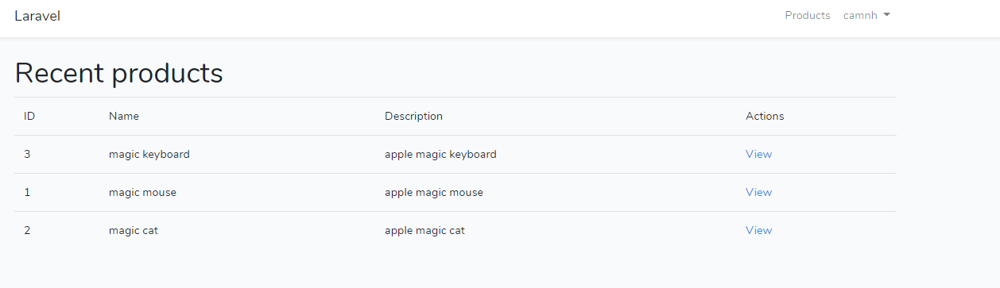 Laravel Products camnh
Recent products
ID Name Description Actions
3 magic keyboard apple magic keyboard View
1 magic mouse apple magic mouse View
2 magic cat apple magic cat View